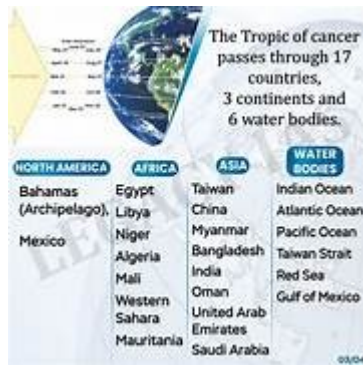 The Tropic of cancer
passes through 17
countries,
3 continents and
6 water bodies.
NORTH AMERICA
Bahamas
(Archipelago),
Mexico
AFRICA
Egypt
Libya
Niger
Algeria
Mali
Western
Sahara
Mauritania
ASIA
Taiwan
China
Myanmar
Bangladesh
India
Oman
United Arab
Emirates
Saudi Arabia
WATER
BODIES
Indian Ocean
Atlantic Ocean
Pacific Ocean
Taiwan Strait
Red Sea
Gulf of Mexico